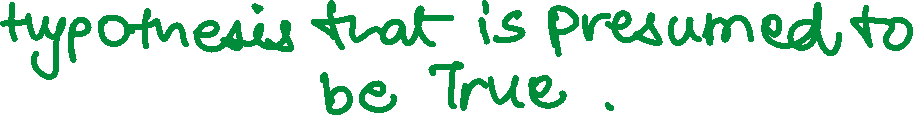 Hypothesis that is presumed to
be True.